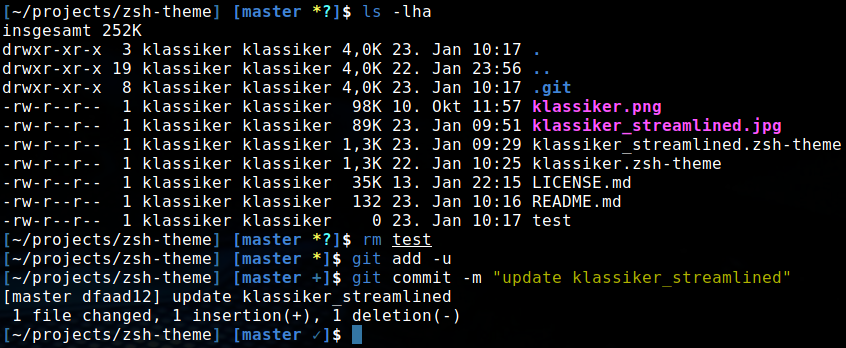 [~/projects/zsh-theme] [master *?]$ ls -lha
insgesamt 252K
drwxr-xr-x  3 klassiker klassiker 4,0K 23. Jan 10:17 .
drwxr-xr-x 19 klassiker klassiker 4,0K 22. Jan 23:56 ..
drwxr-xr-x  8 klassiker klassiker 4,0K 23. Jan 10:17 .git
-rw-r--r--  1 klassiker klassiker  98K 10. Okt 11:57 klassiker.png
-rw-r--r--  1 klassiker klassiker  89K 23. Jan 09:51 klassiker_streamlined.jpg
-rw-r--r--  1 klassiker klassiker 1,3K 23. Jan 09:29 klassiker_streamlined.zsh-theme
-rw-r--r--  1 klassiker klassiker 1,3K 22. Jan 10:25 klassiker.zsh-theme
-rw-r--r--  1 klassiker klassiker  35K 13. Jan 22:15 LICENSE.md
-rw-r--r--  1 klassiker klassiker  132 23. Jan 10:16 README.md
-rw-r--r--  1 klassiker klassiker    0 23. Jan 10:17 test
[~/projects/zsh-theme] [master *?]$ rm test
[~/projects/zsh-theme] [master *]$ git add -u
[~/projects/zsh-theme] [master +]$ git commit -m "update klassiker_streamlined"
[master dfaad12] update klassiker_streamlined
 1 file changed, 1 insertion(+), 1 deletion(-)
[~/projects/zsh-theme] [master ✓]$